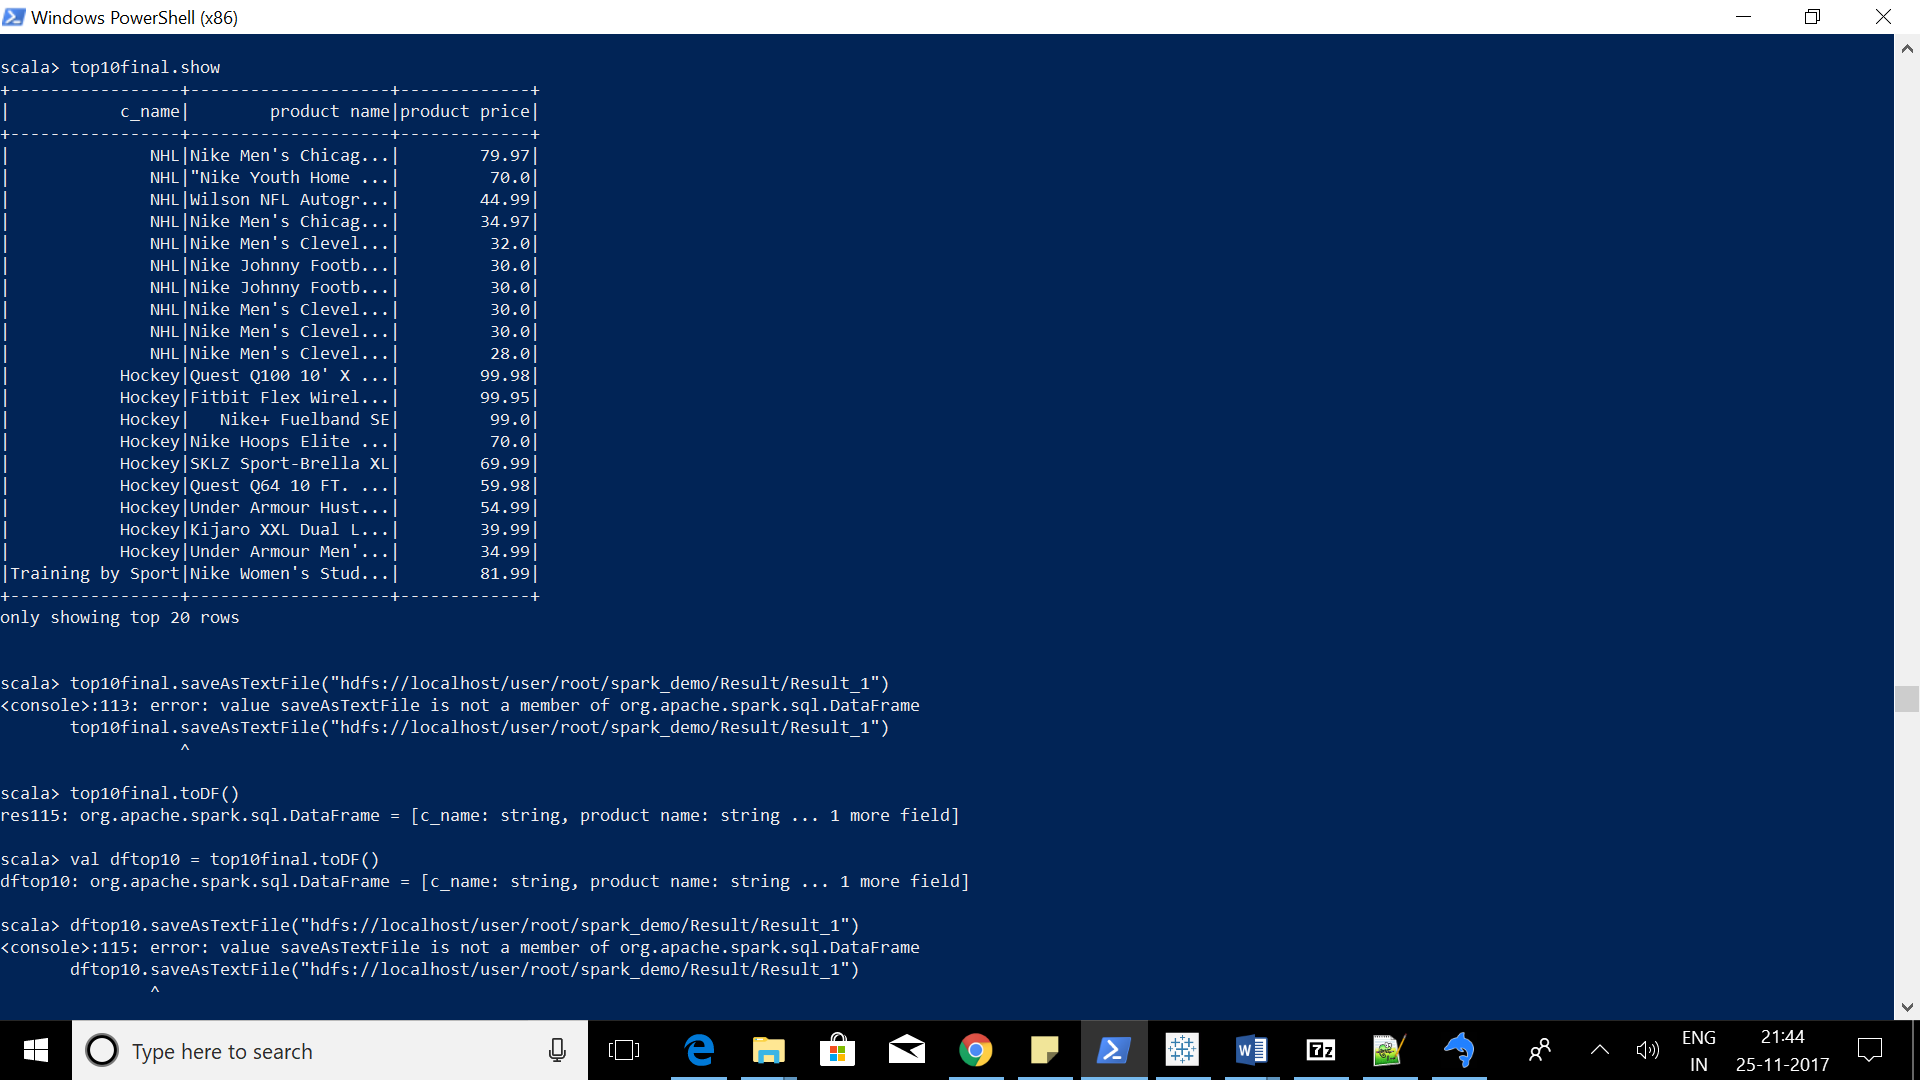 Windows PowerShell (x86)
scala> top10final.show
+-----------------+--------------------+-------------+
|           c_name|        product name|product price|
+-----------------+--------------------+-------------+
|              NHL|Nike Men's Chicag...|        79.97|
|              NHL|"Nike Youth Home ...|         70.0|
|              NHL|Wilson NFL Autogr...|        44.99|
|              NHL|Nike Men's Chicag...|        34.97|
|              NHL|Nike Men's Clevel...|         32.0|
|              NHL|Nike Johnny Footb...|         30.0|
|              NHL|Nike Johnny Footb...|         30.0|
|              NHL|Nike Men's Clevel...|         30.0|
|              NHL|Nike Men's Clevel...|         30.0|
|              NHL|Nike Men's Clevel...|         28.0|
|           Hockey|Quest Q100 10' X ...|        99.98|
|           Hockey|Fitbit Flex Wirel...|        99.95|
|           Hockey|   Nike+ Fuelband SE|         99.0|
|           Hockey|Nike Hoops Elite ...|         70.0|
|           Hockey|SKLZ Sport-Brella XL|        69.99|
|           Hockey|Quest Q64 10 FT. ...|        59.98|
|           Hockey|Under Armour Hust...|        54.99|
|           Hockey|Kijaro XXL Dual L...|        39.99|
|           Hockey|Under Armour Men'...|        34.99|
|Training by Sport|Nike Women's Stud...|        81.99|
+-----------------+--------------------+-------------+
only showing top 20 rows
scala> top10final.saveAsTextFile("hdfs://localhost/user/root/spark_demo/Result/Result_1")
<console>:113: error: value saveAsTextFile is not a member of org.apache.spark.sql.DataFrame
       top10final.saveAsTextFile("hdfs://localhost/user/root/spark_demo/Result/Result_1")
                  ^
scala> top10final.toDF()
res115: org.apache.spark.sql.DataFrame = [c_name: string, product name: string ... 1 more field]
scala> val dftop10 = top10final.toDF()
dftop10: org.apache.spark.sql.DataFrame = [c_name: string, product name: string ... 1 more field]
scala> dftop10.saveAsTextFile("hdfs://localhost/user/root/spark_demo/Result/Result_1")
<console>:115: error: value saveAsTextFile is not a member of org.apache.spark.sql.DataFrame
       dftop10.saveAsTextFile("hdfs://localhost/user/root/spark_demo/Result/Result_1")
               ^
Type here to search
7z
ENG
IN
21:44
25-11-2017